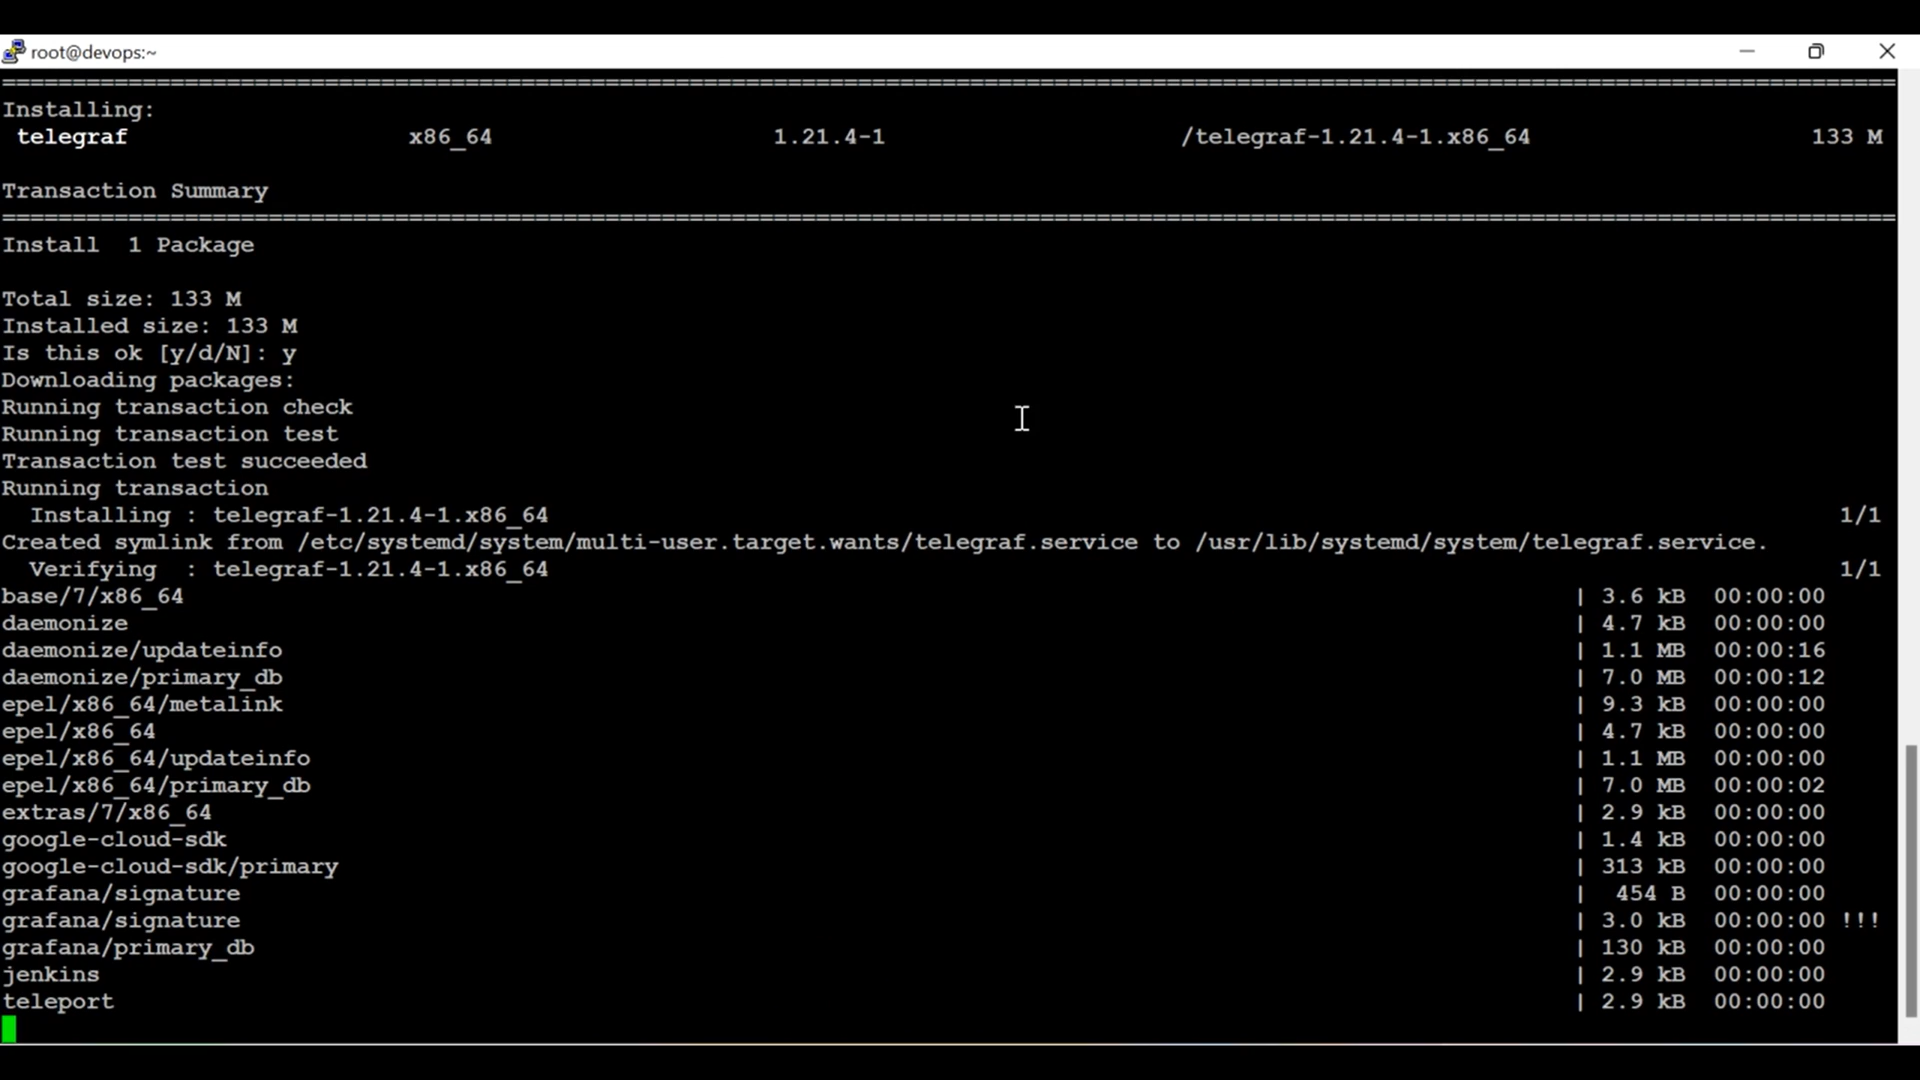 root@devops:~
================================================================================
Installing:
telegraf x86_64 1.21.4-1 /telegraf-1.21.4-1.x86_64 133 M
Transaction Summary
================================================================================
Install 1 Package
Total size: 133 M
Installed size: 133 M
Is this ok [y/d/N]: y
Downloading packages:
Running transaction check
Running transaction test
Transaction test succeeded
Running transaction
Installing : telegraf-1.21.4-1.x86_64 1/1
Created symlink from /etc/systemd/system/multi-user.target.wants/telegraf.service to /usr/lib/systemd/system/telegraf.service.
Verifying : telegraf-1.21.4-1.x86_64 1/1
base/7/x86_64 | 3.6 kB 00:00:00
daemonize | 4.7 kB 00:00:00
daemonize/updateinfo | 1.1 MB 00:00:16
daemonize/primary_db | 7.0 MB 00:00:12
epel/x86_64/metalink | 9.3 kB 00:00:00
epel/x86_64 | 4.7 kB 00:00:00
epel/x86_64/updateinfo | 1.1 MB 00:00:00
epel/x86_64/primary_db | 7.0 MB 00:00:02
extras/7/x86_64 | 2.9 kB 00:00:00
google-cloud-sdk | 1.4 kB 00:00:00
google-cloud-sdk/primary | 313 kB 00:00:00
grafana/signature | 454 B 00:00:00
grafana/signature | 3.0 kB 00:00:00 !!!
grafana/primary_db | 130 kB 00:00:00
jenkins | 2.9 kB 00:00:00
teleport | 2.9 kB 00:00:00